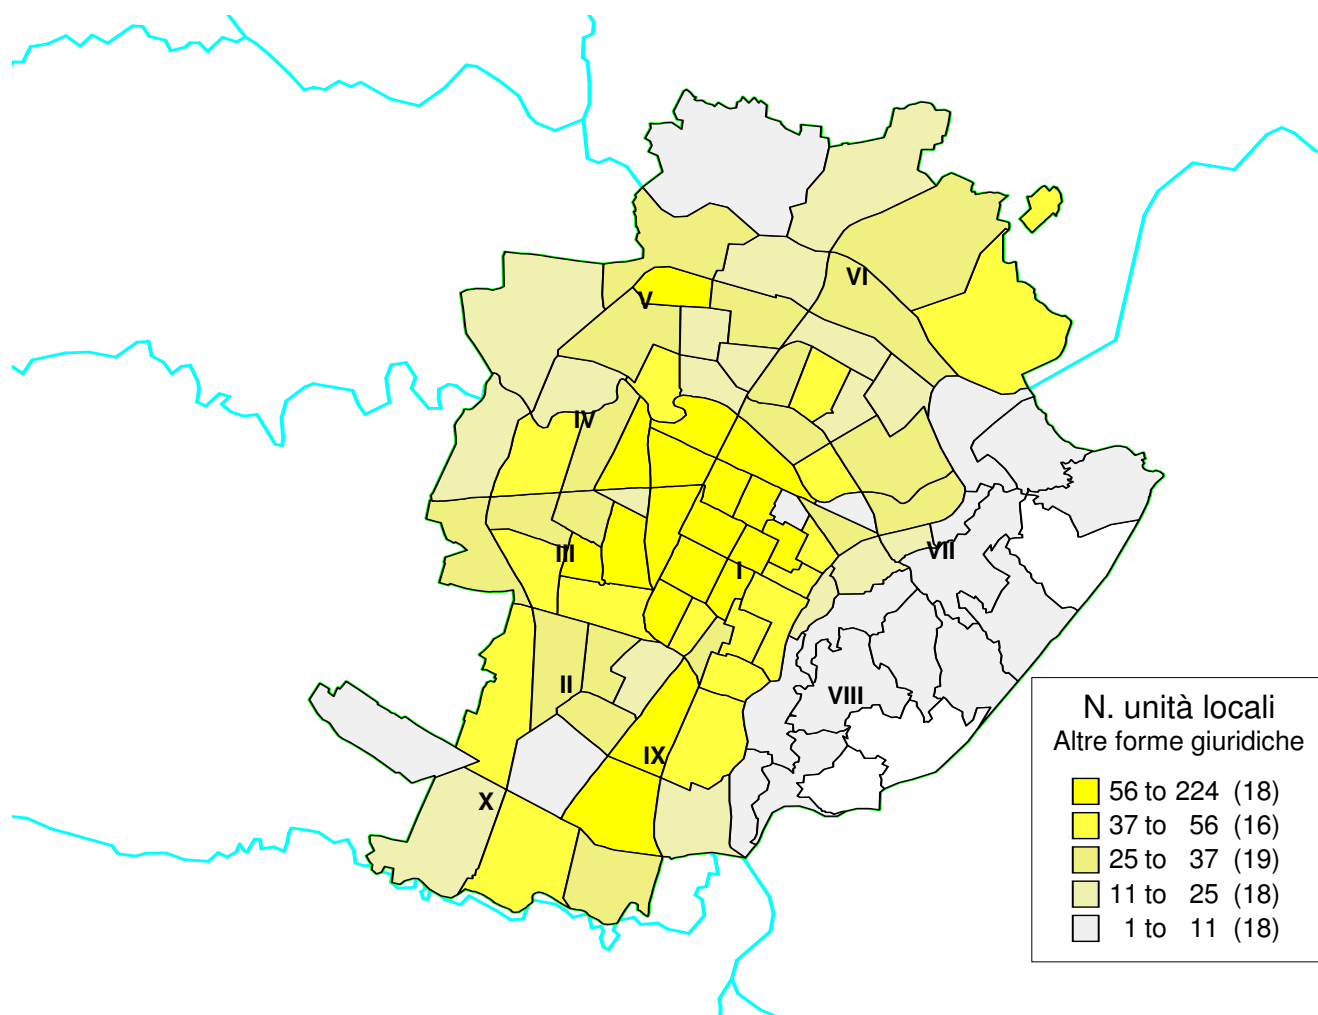 VI
V
IV
III
VII
I
II
VIII
IX
X
N. unità locali
Altre forme giuridiche
56 to 224 (18)
37 to 56 (16)
25 to 37 (19)
11 to 25 (18)
1 to 11 (18)